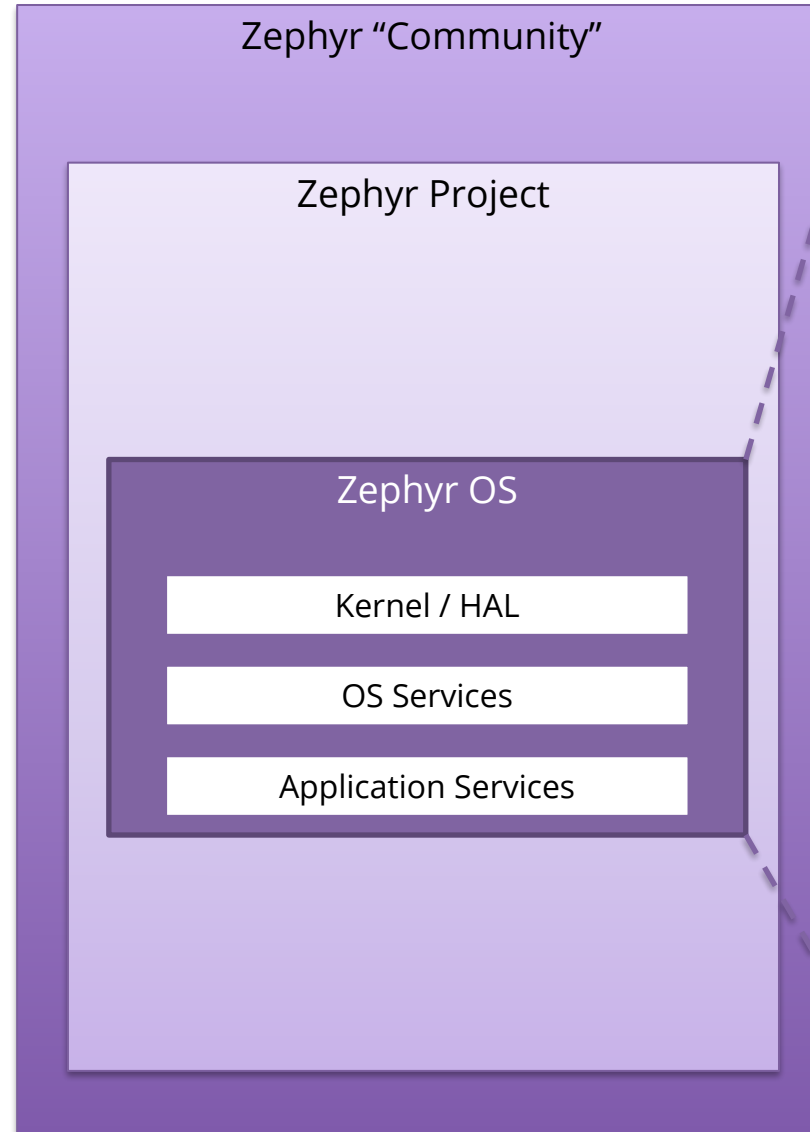 Zephyr “Community”
Zephyr Project
Zephyr OS
Kernel / HAL
OS Services
Application Services